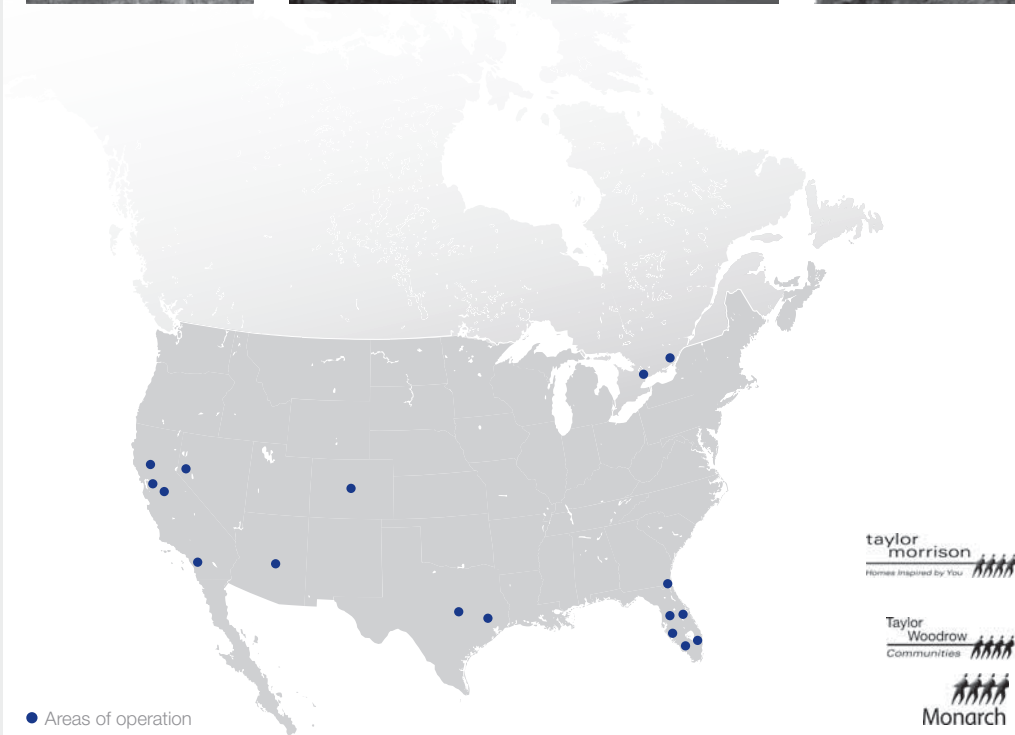 taylor
morrison
Homes Inspired by You
Taylor
Woodrow
Communities
Monarch
Areas of operation